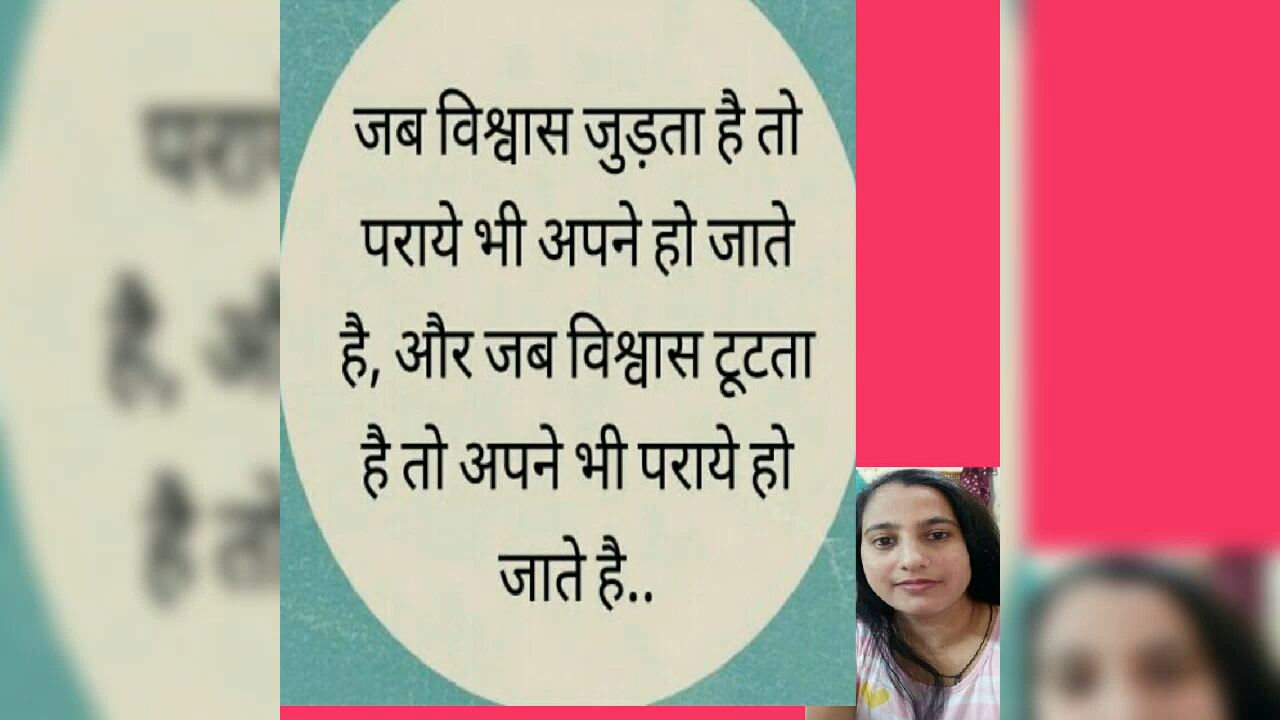 जब विश्वास जुड़ता है तो
पराये भी अपने हो जाते
है, और जब विश्वास टूटता
है तो अपने भी पराये हो
जाते है..